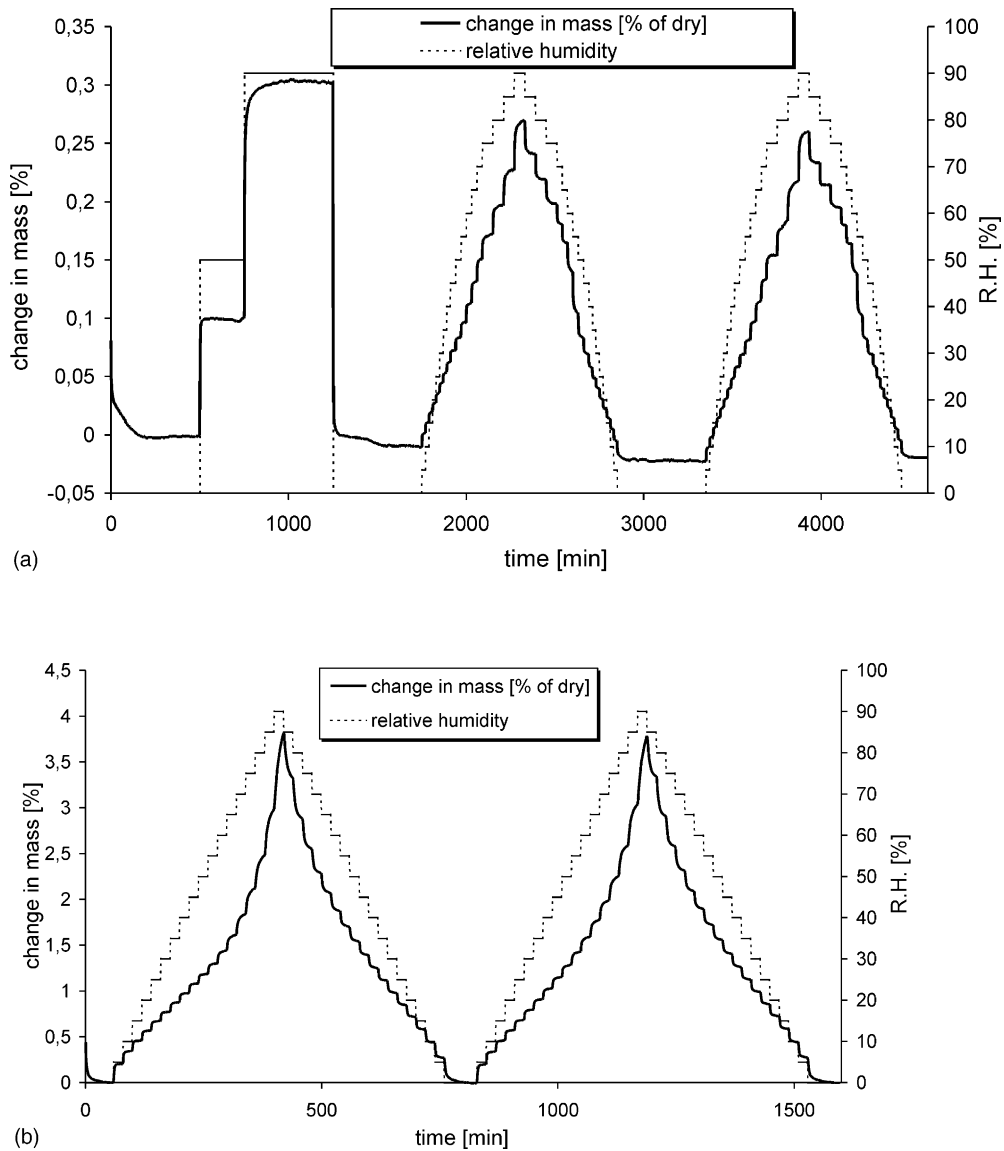 change in mass [% of dry]
relative humidity
0,35
0,3
0,25
0,2
0,15
0,1
0,05
0
-0,05
change in mass [%]
100
90
80
70
60
50
40
30
20
10
0
R.H. [%]
0 1000 2000 3000 4000
time [min]
(a)
change in mass [% of dry]
relative humidity
4,5
4
3,5
3
2,5
2
1,5
1
0,5
0
change in mass [%]
100
90
80
70
60
50
40
30
20
10
0
R.H. [%]
0 500 1000 1500
time [min]
(b)